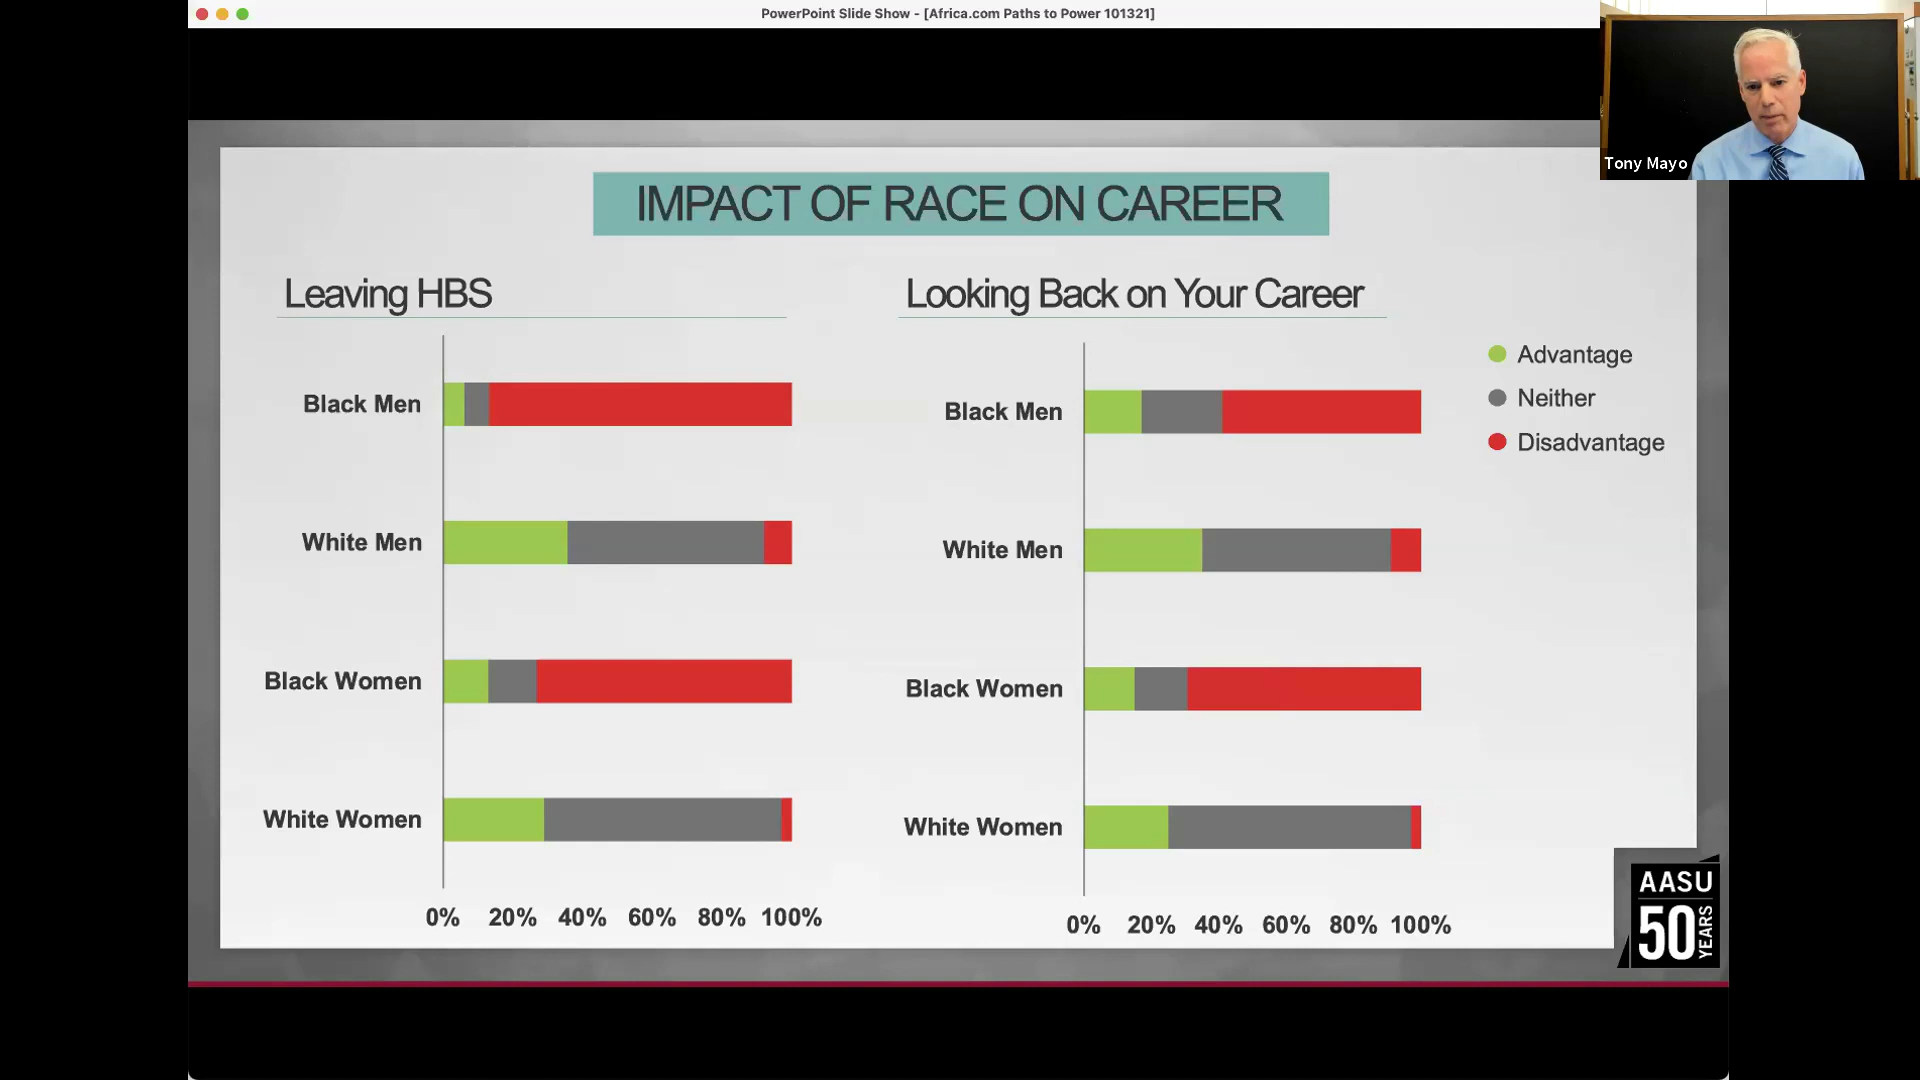 PowerPoint Slide Show - [Africa.com Paths to Power 101321]
Tony Mayo
IMPACT OF RACE ON CAREER
Leaving HBS
Black Men
White Men
Black Women
White Women
0% 20% 40% 60% 80% 100%
Looking Back on Your Career
Black Men
White Men
Black Women
White Women
0% 20% 40% 60% 80% 100%
Advantage
Neither
Disadvantage
AASU
50
YEARS